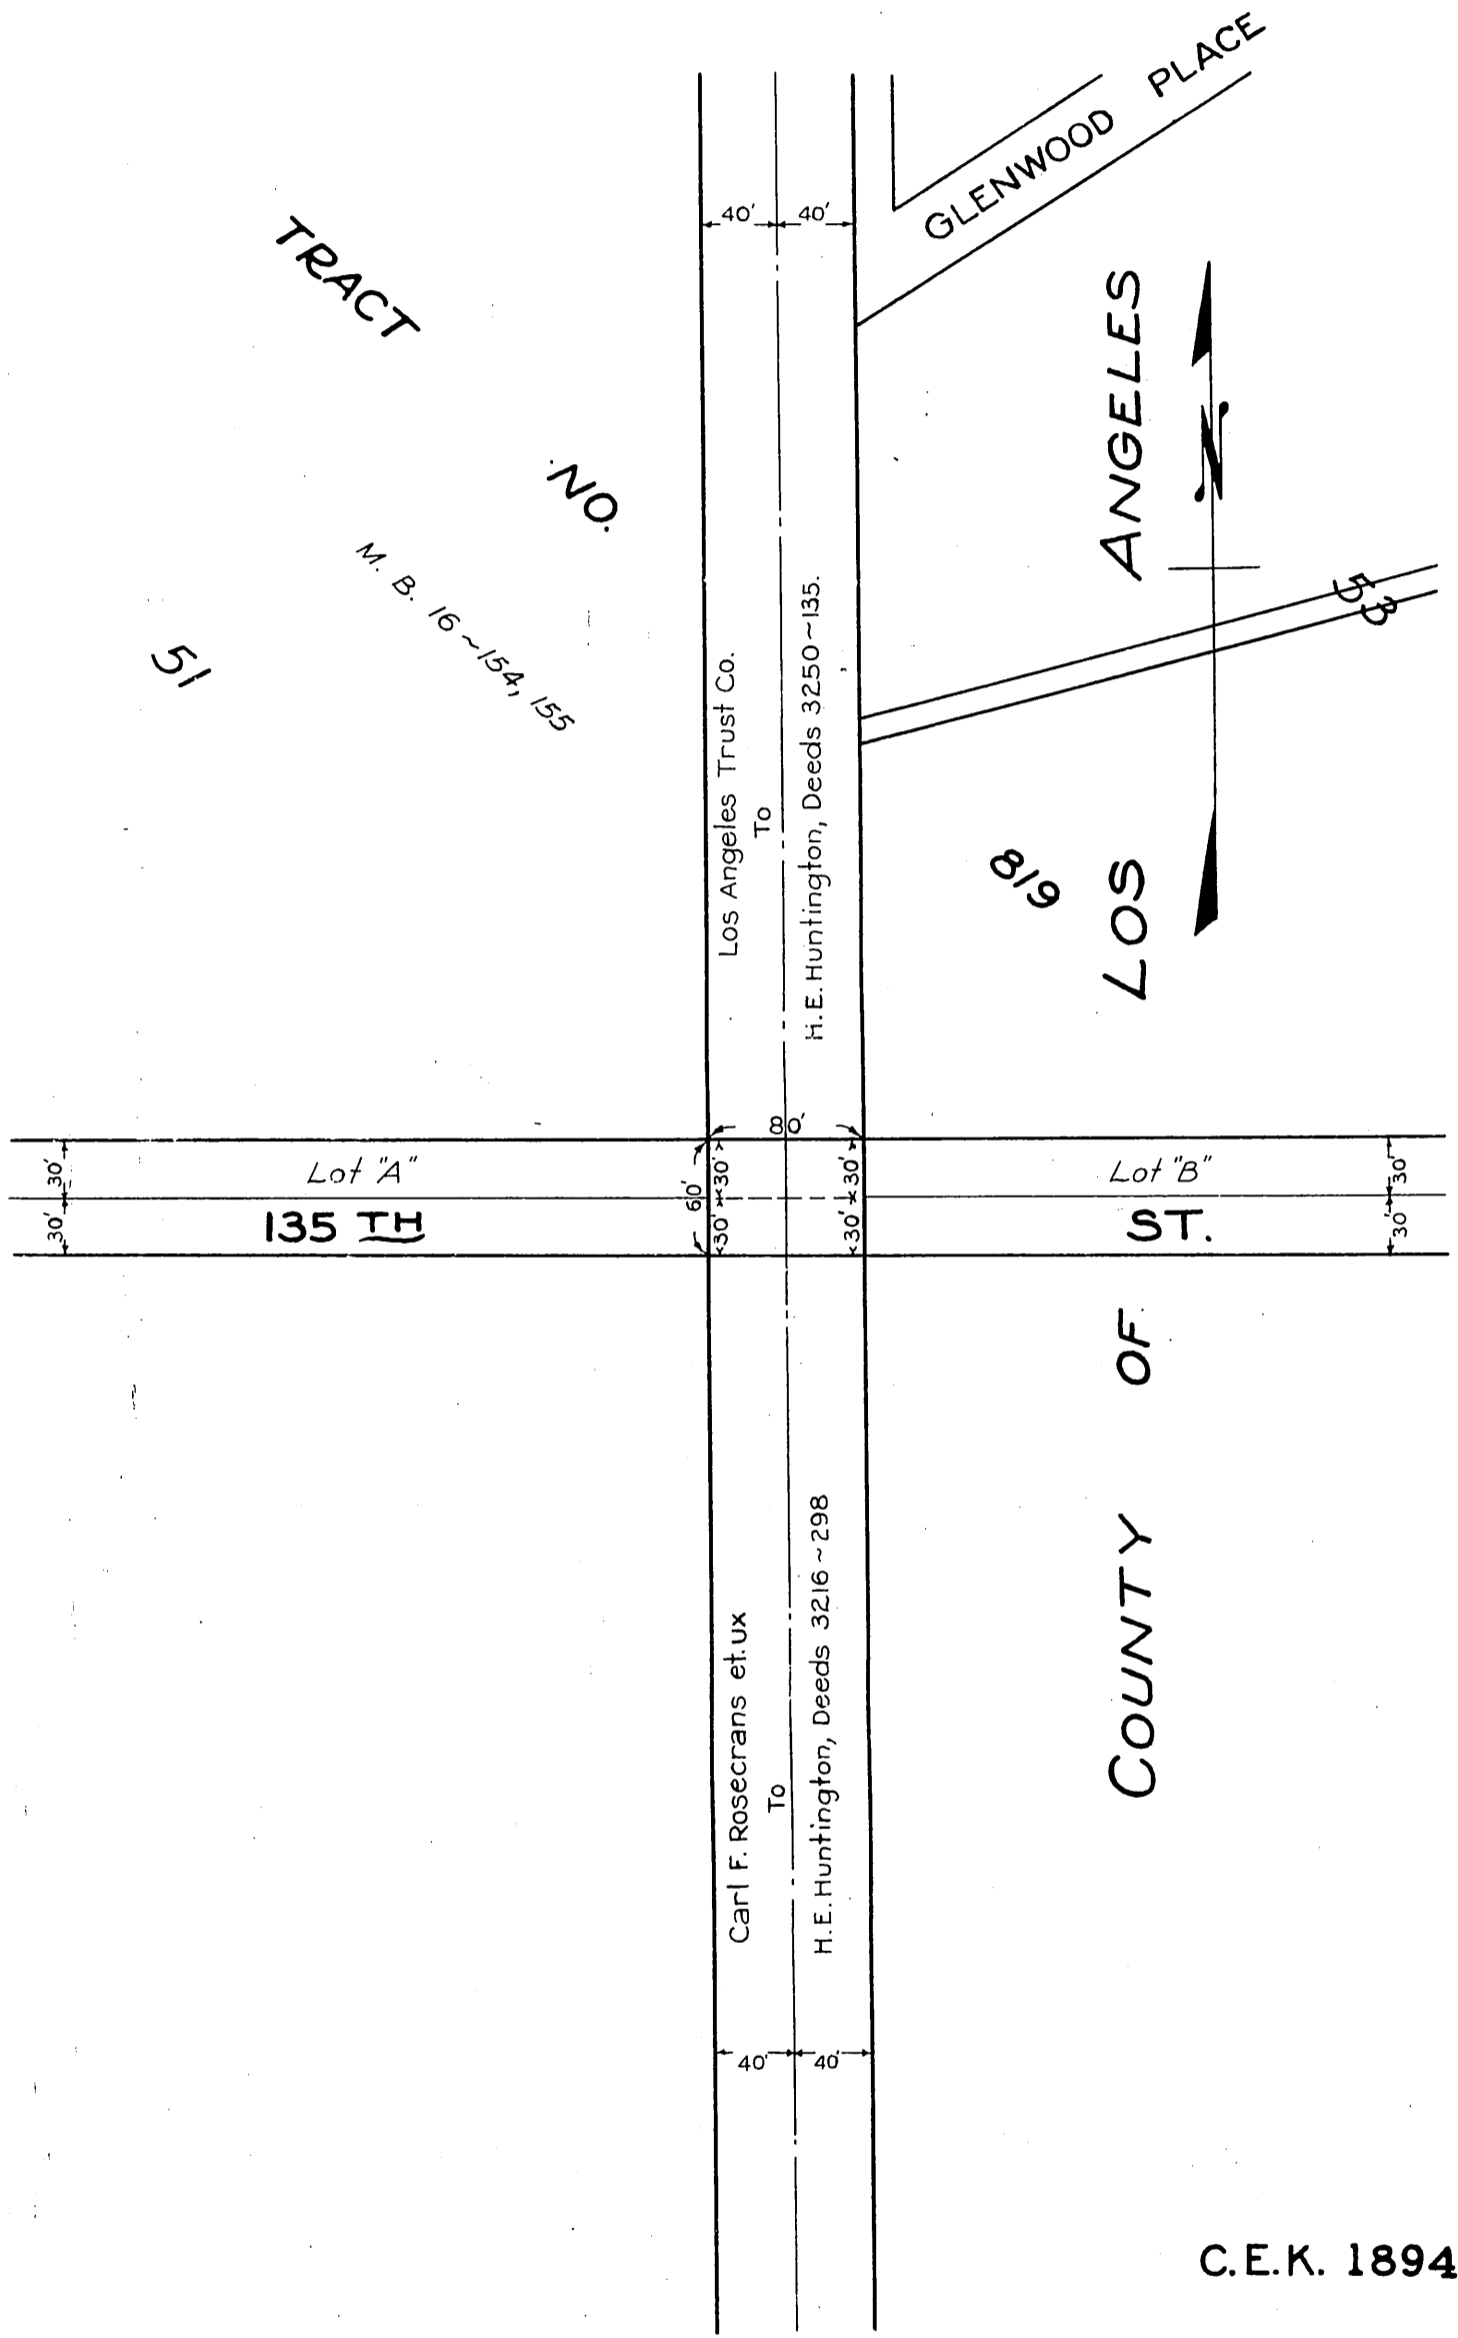 GLENWOOD PLACE
40' 40'
TRACT
NO.
819
M. B. 16~154, 155
51
53
N
LOS ANGELES
Los Angeles Trust Co.
To
H.E. Huntington, Deeds 3250~135.
80'
60'
30' 30'
30' 30'
30' Lot "A"
30' 135 TH
Lot "B" 30'
ST. 30'
COUNTY OF
Carl F. Rosecrans et.ux
To
H.E. Huntington, Deeds 3216~298
40' 40'
C.E.K. 1894